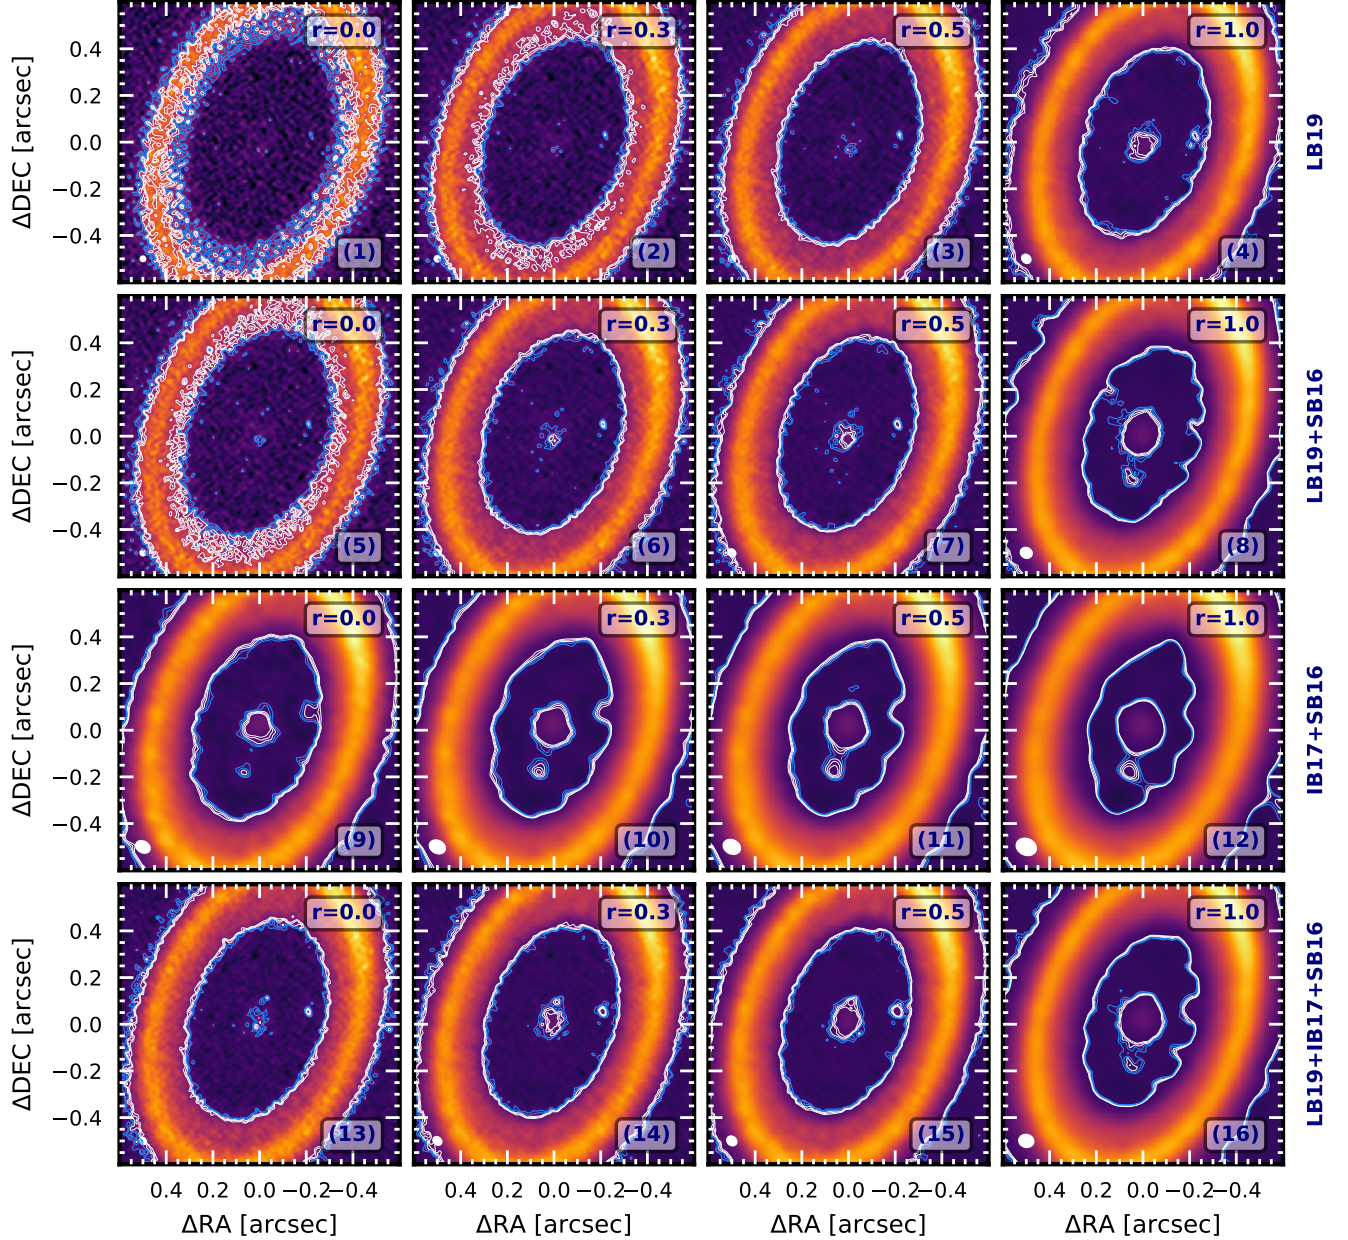 r=0.0 r=0.3 r=0.5 r=1.0
0.4
0.2
0.0
−0.2
−0.4
ΔDEC [arcsec]
(1) (2) (3) (4)
LB19
r=0.0 r=0.3 r=0.5 r=1.0
0.4
0.2
0.0
−0.2
−0.4
ΔDEC [arcsec]
(5) (6) (7) (8)
LB19+SB16
r=0.0 r=0.3 r=0.5 r=1.0
0.4
0.2
0.0
−0.2
−0.4
ΔDEC [arcsec]
(9) (10) (11) (12)
IB17+SB16
r=0.0 r=0.3 r=0.5 r=1.0
0.4
0.2
0.0
−0.2
−0.4
ΔDEC [arcsec]
(13) (14) (15) (16)
LB19+IB17+SB16
0.4 0.2 0.0 −0.2 −0.4 0.4 0.2 0.0 −0.2 −0.4 0.4 0.2 0.0 −0.2 −0.4 0.4 0.2 0.0 −0.2 −0.4
ΔRA [arcsec] ΔRA [arcsec] ΔRA [arcsec] ΔRA [arcsec]